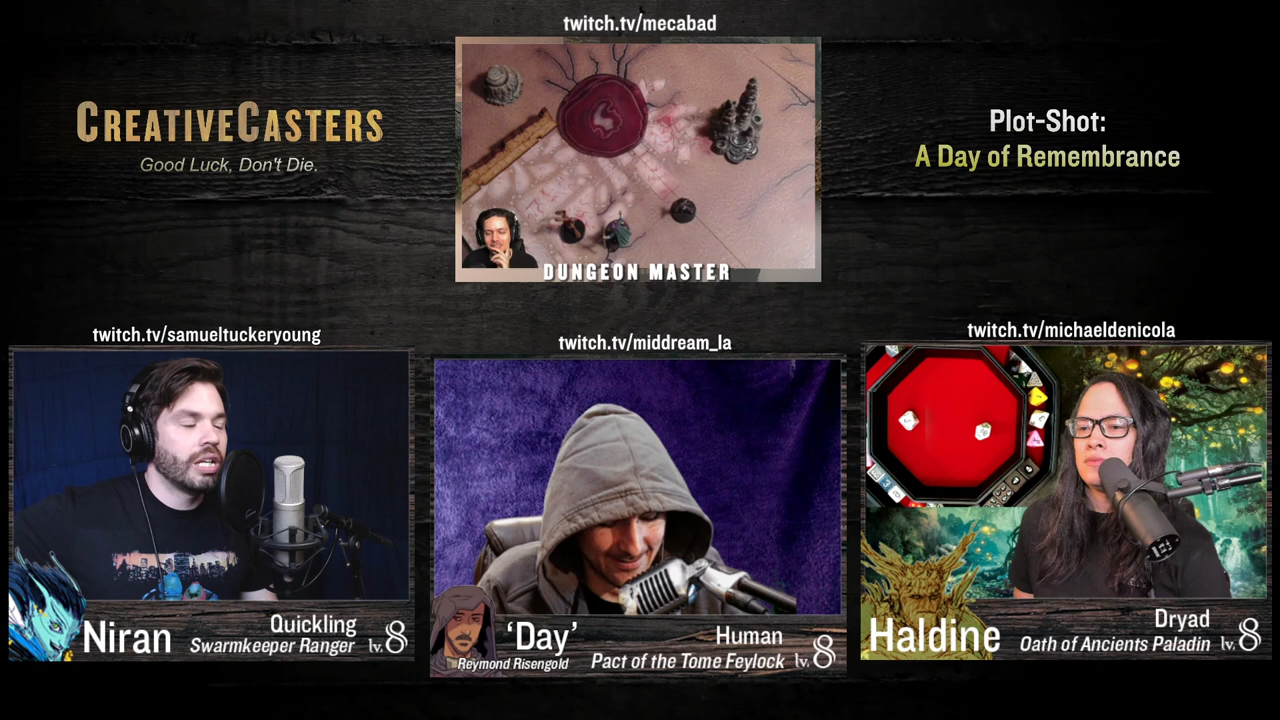 twitch.tv/mecabad
CREATIVECASTERS
Good Luck, Don't Die.
Plot-Shot:
A Day of Remembrance
DUNGEON MASTER
twitch.tv/samueltuckeryoung
twitch.tv/middream_la
twitch.tv/michaeldenicola
Niran
Quickling
Swarmkeeper Ranger
lv. 8
'Day'
Reymond Risengold
Human
Pact of the Tome Feylock
lv. 8
Haldine
Dryad
Oath of Ancients Paladin
lv. 8